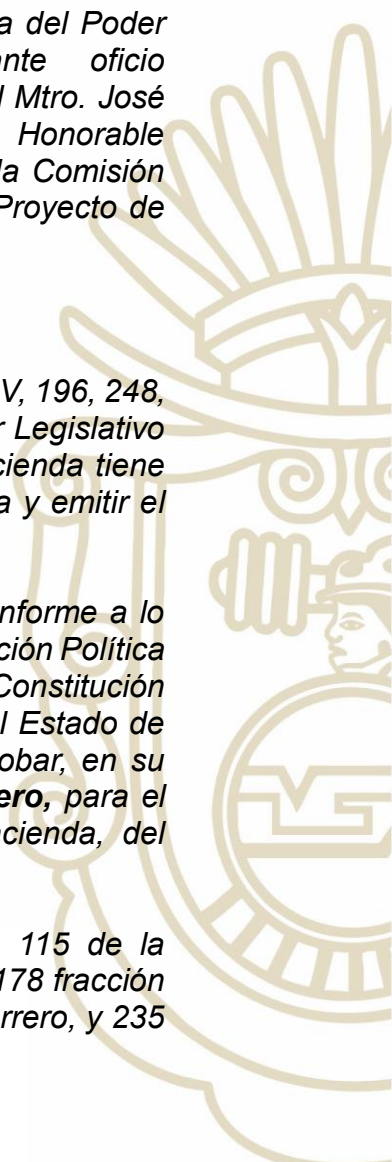 a del Poder
ante oficio
l Mtro. José
Honorable
la Comisión
Proyecto de
V, 196, 248,
r Legislativo
cienda tiene
a y emitir el
nforme a lo
ción Política
Constitución
l Estado de
obar, en su
ero, para el
cienda, del
115 de la
178 fracción
rrero, y 235